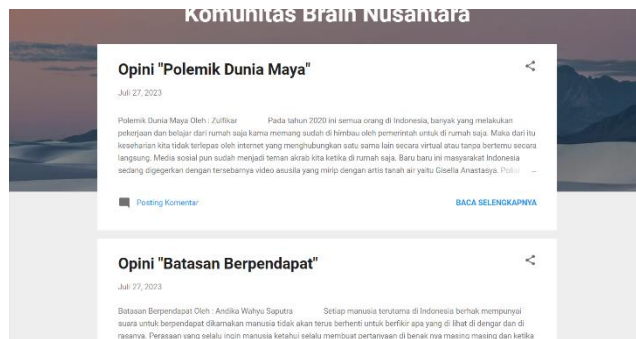 Komunitas Brain Nusantara
Opini "Polemik Dunia Maya"
Juli 27, 2023
Polemik Dunia Maya Oleh : Zulfikar Pada tahun 2020 ini semua orang di Indonesia, banyak yang melakukan
pekerjaan dan belajar dari rumah saja karna memang sudah di himbau oleh pemerintah untuk di rumah saja. Maka dari itu
keseharian kita tidak terlepas oleh internet yang menghubungkan satu sama lain secara virtual atau tanpa bertemu secara
langsung. Media sosial pun sudah menjadi teman akrab kita ketika di rumah saja. Baru baru ini masyarakat Indonesia
sedang digegerkan dengan tersebarnya video asusila yang mirip dengan artis tanah air yaitu Gisella Anastasya. Polisi ...
Posting Komentar
BACA SELENGKAPNYA
Opini "Batasan Berpendapat"
Juli 27, 2023
Batasan Berpendapat Oleh : Andika Wahyu Saputra Setiap manusia terutama di Indonesia berhak mempunyai
suara untuk berpendapat dikarnakan manusia tidak akan terus berhenti untuk berfikir apa yang di lihat di dengar dan di
rasanya. Perasaan yang selalu ingin manusia ketahui selalu membuat pertanyaan di benak nya masing masing dan ketika